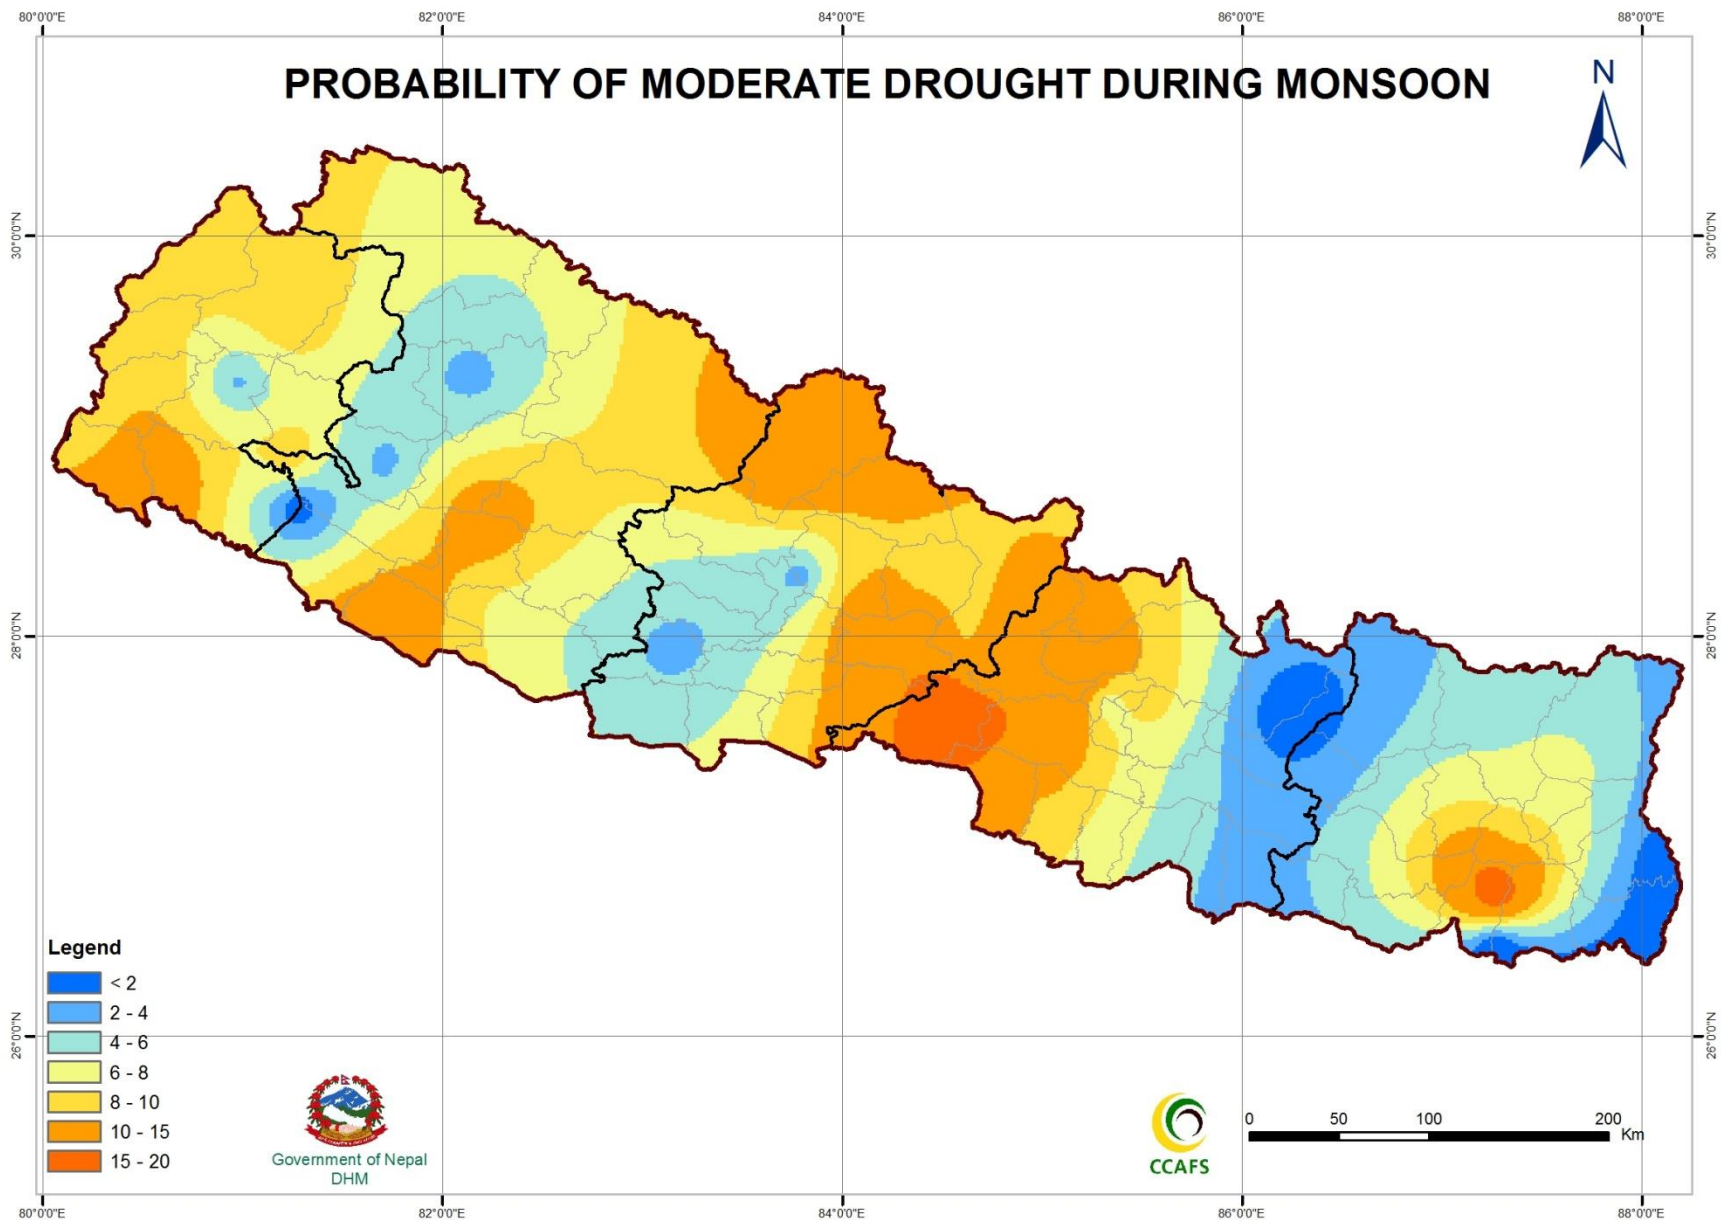 80°0'0"E
82°0'0"E
84°0'0"E
86°0'0"E
88°0'0"E
PROBABILITY OF MODERATE DROUGHT DURING MONSOON
N
30°0'0"N
30°0'0"N
28°0'0"N
28°0'0"N
26°0'0"N
26°0'0"N
Legend
< 2
2 - 4
4 - 6
6 - 8
8 - 10
10 - 15
15 - 20
Government of Nepal
DHM
CCAFS
0 50 100 200
Km
80°0'0"E
82°0'0"E
84°0'0"E
86°0'0"E
88°0'0"E